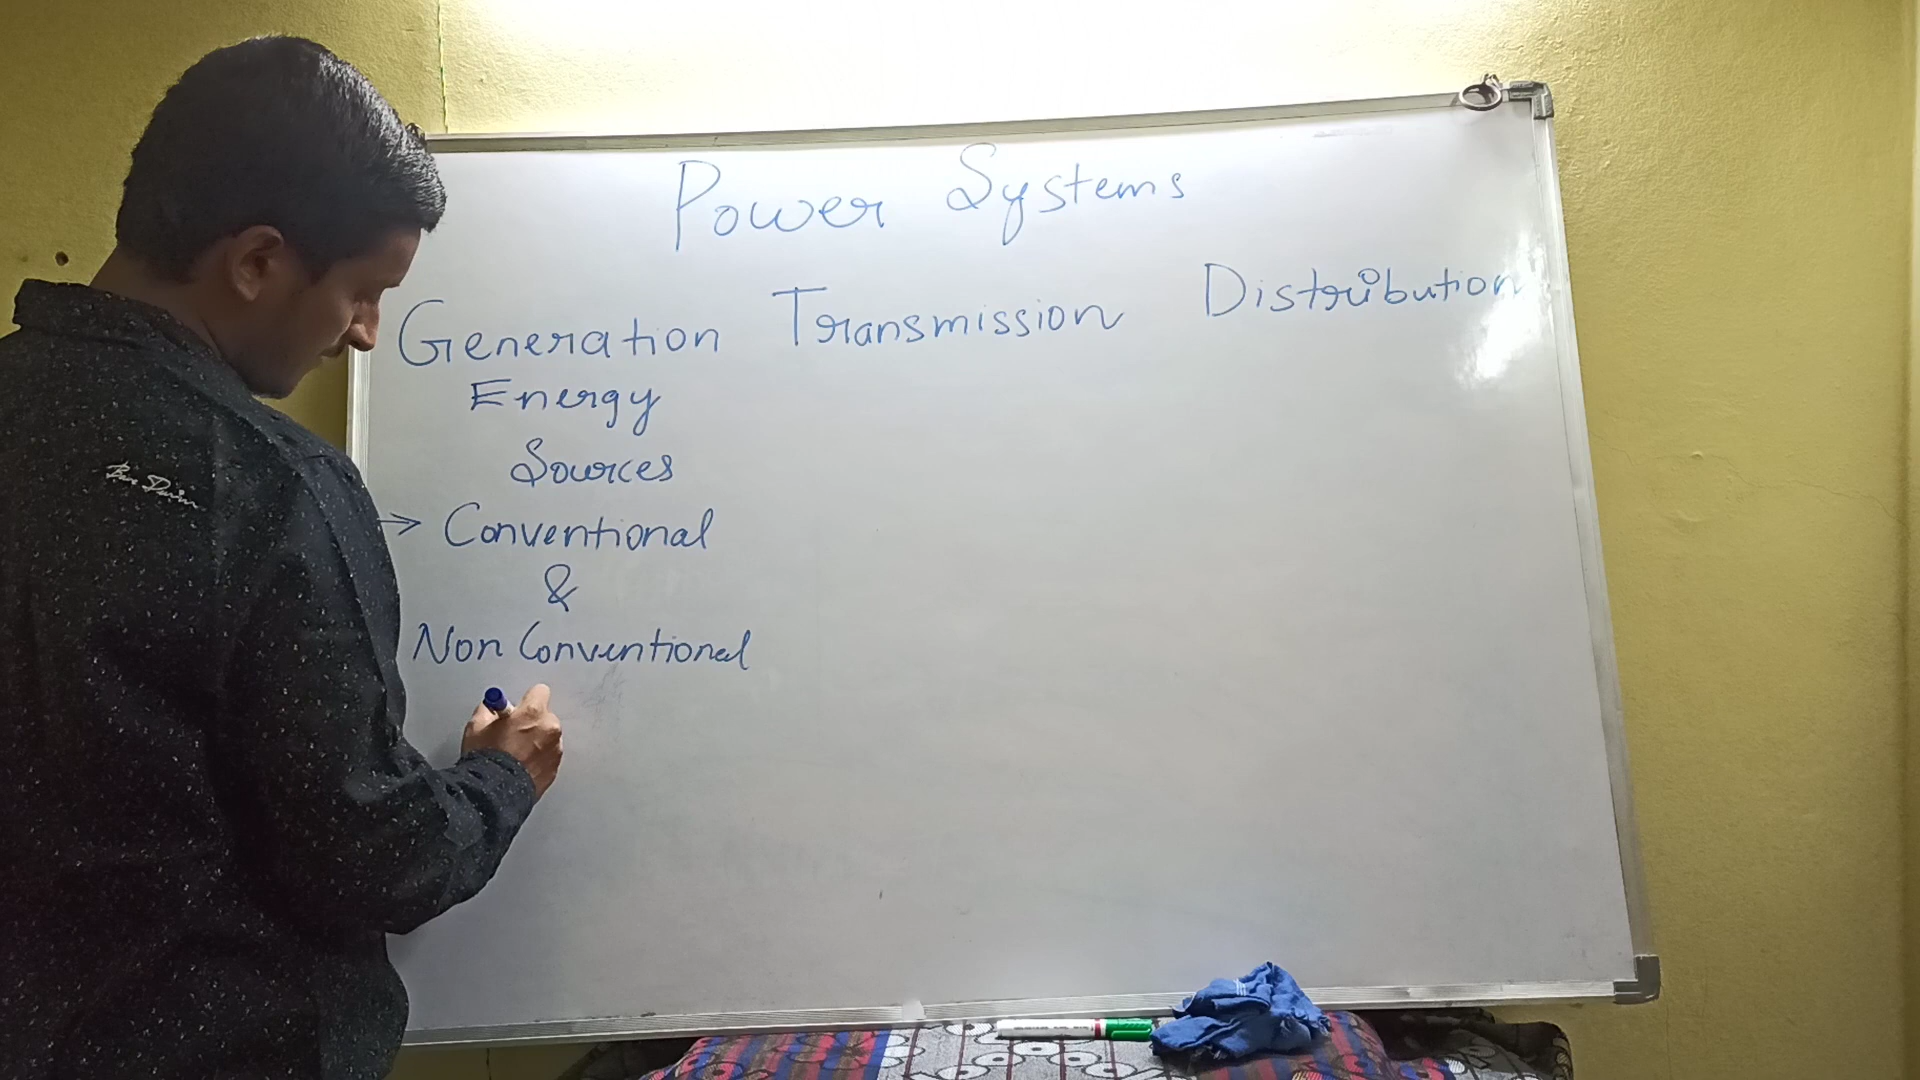 Power Systems
Generation Transmission Distribution
Energy
Sources
→ Conventional
&
Non Conventional